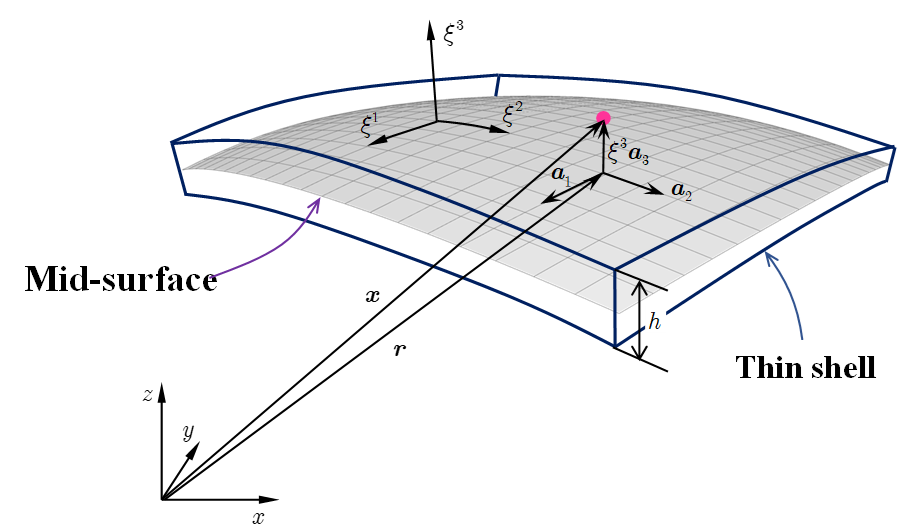 ξ³
ξ¹
ξ²
ξ³a₃
a₁
a₂
Mid-surface
x
h
r
Thin shell
z
y
x